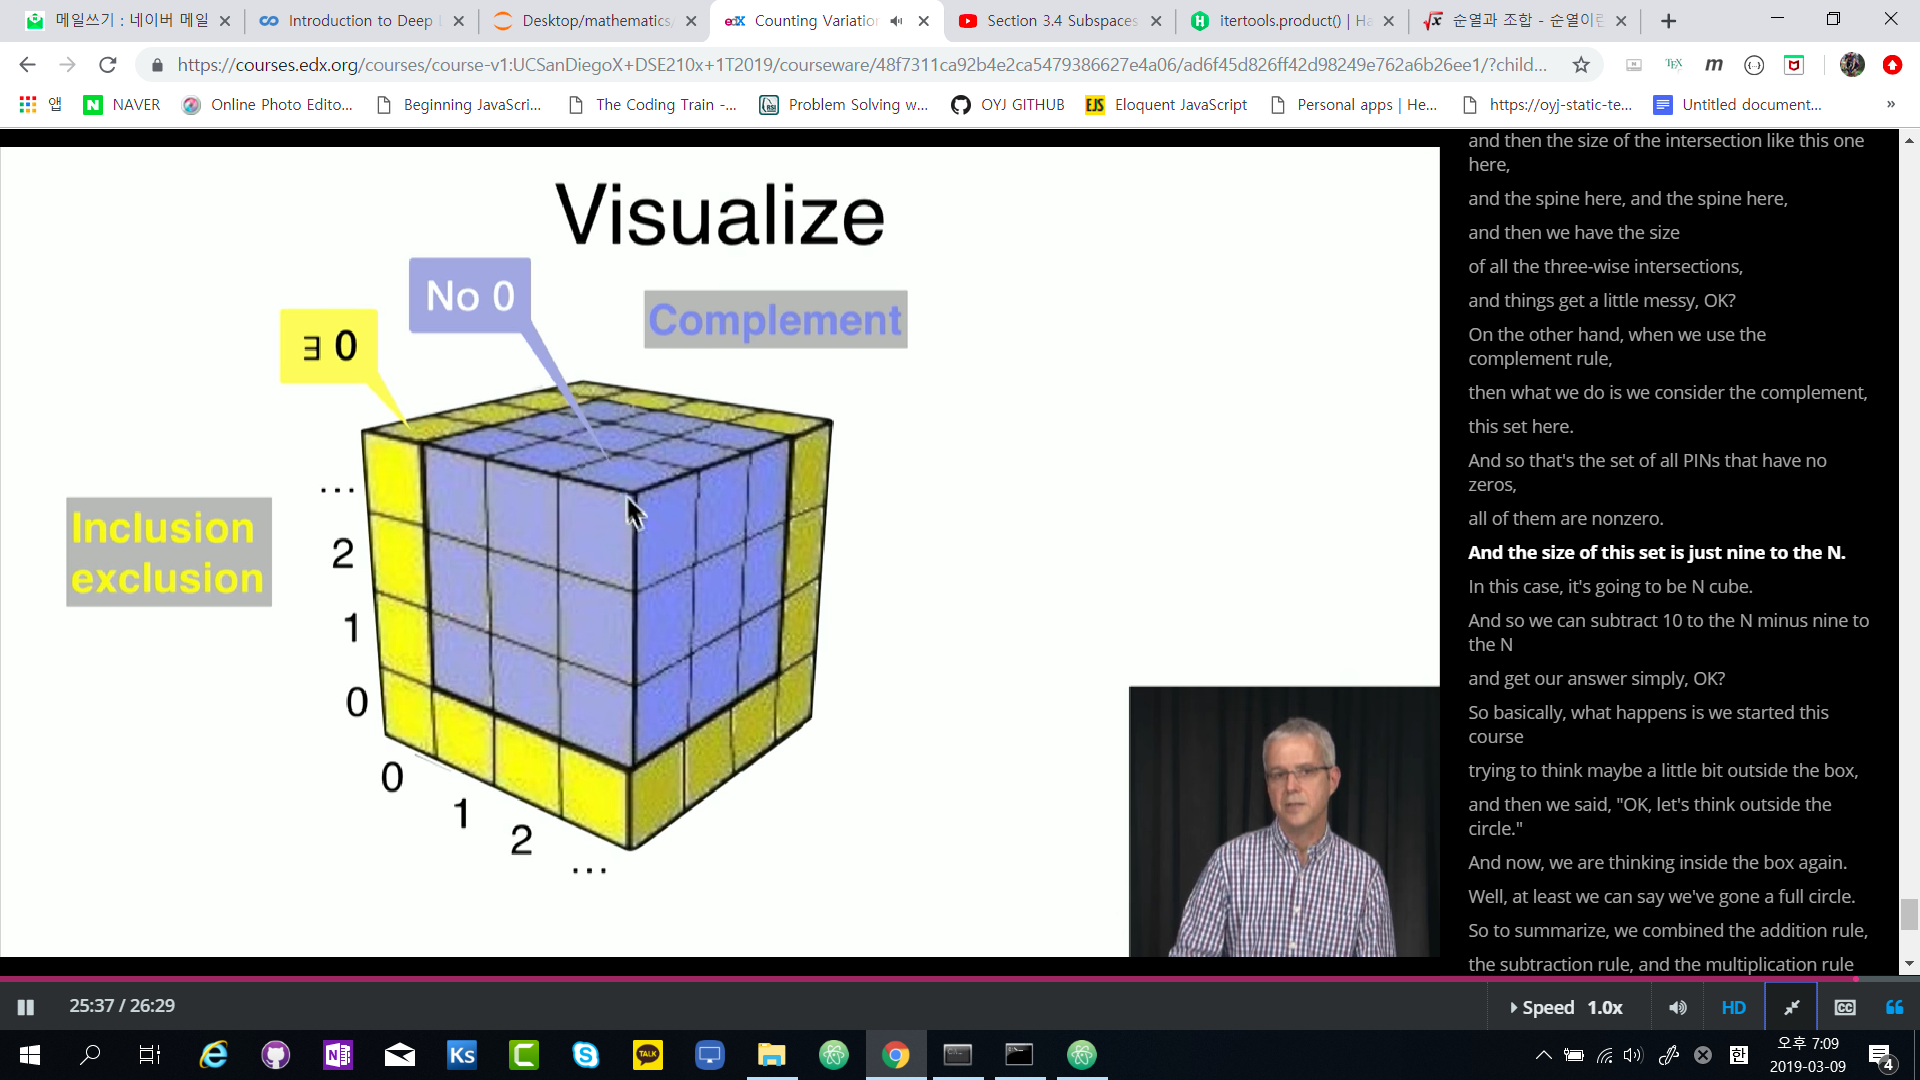 메일쓰기 : 네이버 메일
Introduction to Deep
Desktop/mathematics/
edX Counting Variation
Section 3.4 Subspaces
itertools.product() | Ha
순열과 조합 - 순열이란
https://courses.edx.org/courses/course-v1:UCSanDiegoX+DSE210x+1T2019/courseware/48f7311ca92b4e2ca5479386627e4a06/ad6f45d826ff42d98249e762a6b26ee1/?child...
TEX
m
앱
N NAVER
Online Photo Edito...
Beginning JavaScri...
The Coding Train -...
Problem Solving w...
OYJ GITHUB
EJS Eloquent JavaScript
Personal apps | He...
https://oyj-static-te...
Untitled document...
»
Visualize
No 0
∃ 0
Complement
Inclusion
exclusion
...
2
1
0
0
1
2
...
and then the size of the intersection like this one
here,
and the spine here, and the spine here,
and then we have the size
of all the three-wise intersections,
and things get a little messy, OK?
On the other hand, when we use the
complement rule,
then what we do is we consider the complement,
this set here.
And so that's the set of all PINs that have no
zeros,
all of them are nonzero.
And the size of this set is just nine to the N.
In this case, it's going to be N cube.
And so we can subtract 10 to the N minus nine to
the N
and get our answer simply, OK?
So basically, what happens is we started this
course
trying to think maybe a little bit outside the box,
and then we said, "OK, let's think outside the
circle."
And now, we are thinking inside the box again.
Well, at least we can say we've gone a full circle.
So to summarize, we combined the addition rule,
the subtraction rule, and the multiplication rule
25:37 / 26:29
Speed 1.0x
HD
CC
Ks
TALK
한
오후 7:09
2019-03-09
4